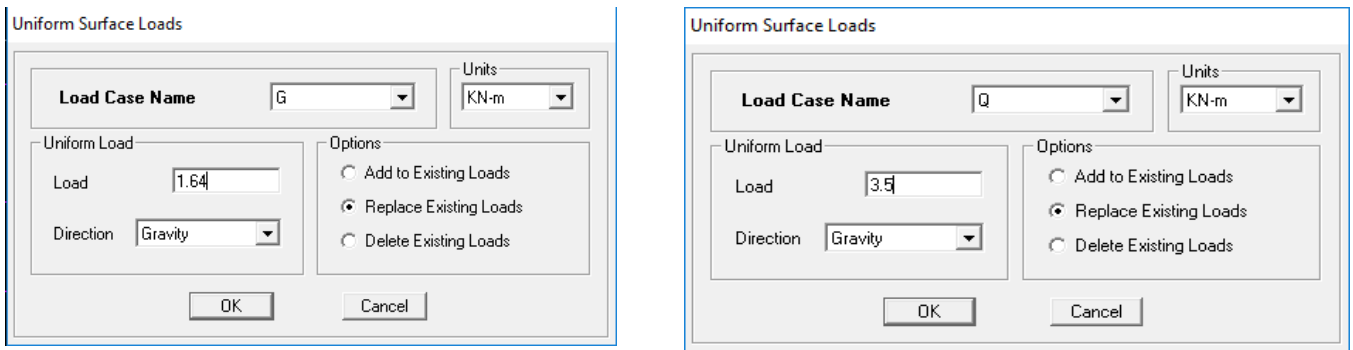 Uniform Surface Loads
Units
Load Case Name G KN-m
Uniform Load Options
Load 1.64 Add to Existing Loads
Replace Existing Loads
Direction Gravity Delete Existing Loads
OK Cancel
Uniform Surface Loads
Units
Load Case Name Q KN-m
Uniform Load Options
Load 3.5 Add to Existing Loads
Replace Existing Loads
Direction Gravity Delete Existing Loads
OK Cancel